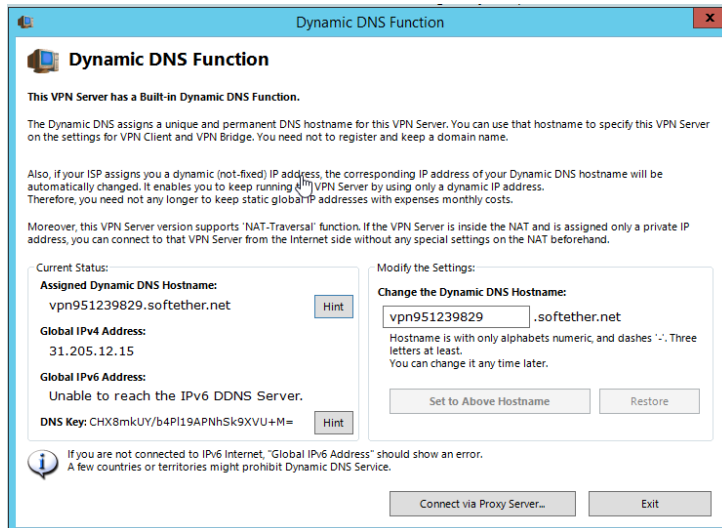 Dynamic DNS Function
x
Dynamic DNS Function
This VPN Server has a Built-in Dynamic DNS Function.
The Dynamic DNS assigns a unique and permanent DNS hostname for this VPN Server. You can use that hostname to specify this VPN Server
on the settings for VPN Client and VPN Bridge. You need not to register and keep a domain name.
Also, if your ISP assigns you a dynamic (not-fixed) IP address, the corresponding IP address of your Dynamic DNS hostname will be
automatically changed. It enables you to keep running VPN Server by using only a dynamic IP address.
Therefore, you need not any longer to keep static global IP addresses with expenses monthly costs.
Moreover, this VPN Server version supports 'NAT-Traversal' function. If the VPN Server is inside the NAT and is assigned only a private IP
address, you can connect to that VPN Server from the Internet side without any special settings on the NAT beforehand.
Current Status:
Assigned Dynamic DNS Hostname:
vpn951239829.softether.net
Hint
Global IPv4 Address:
31.205.12.15
Global IPv6 Address:
Unable to reach the IPv6 DDNS Server.
DNS Key: CHX8mkUY/b4Pl19APNhSk9XVU+M=
Hint
Modify the Settings:
Change the Dynamic DNS Hostname:
vpn951239829 .softether.net
Hostname is with only alphabets numeric, and dashes '-'. Three
letters at least.
You can change it any time later.
Set to Above Hostname
Restore
If you are not connected to IPv6 Internet, "Global IPv6 Address" should show an error.
A few countries or territories might prohibit Dynamic DNS Service.
Connect via Proxy Server...
Exit